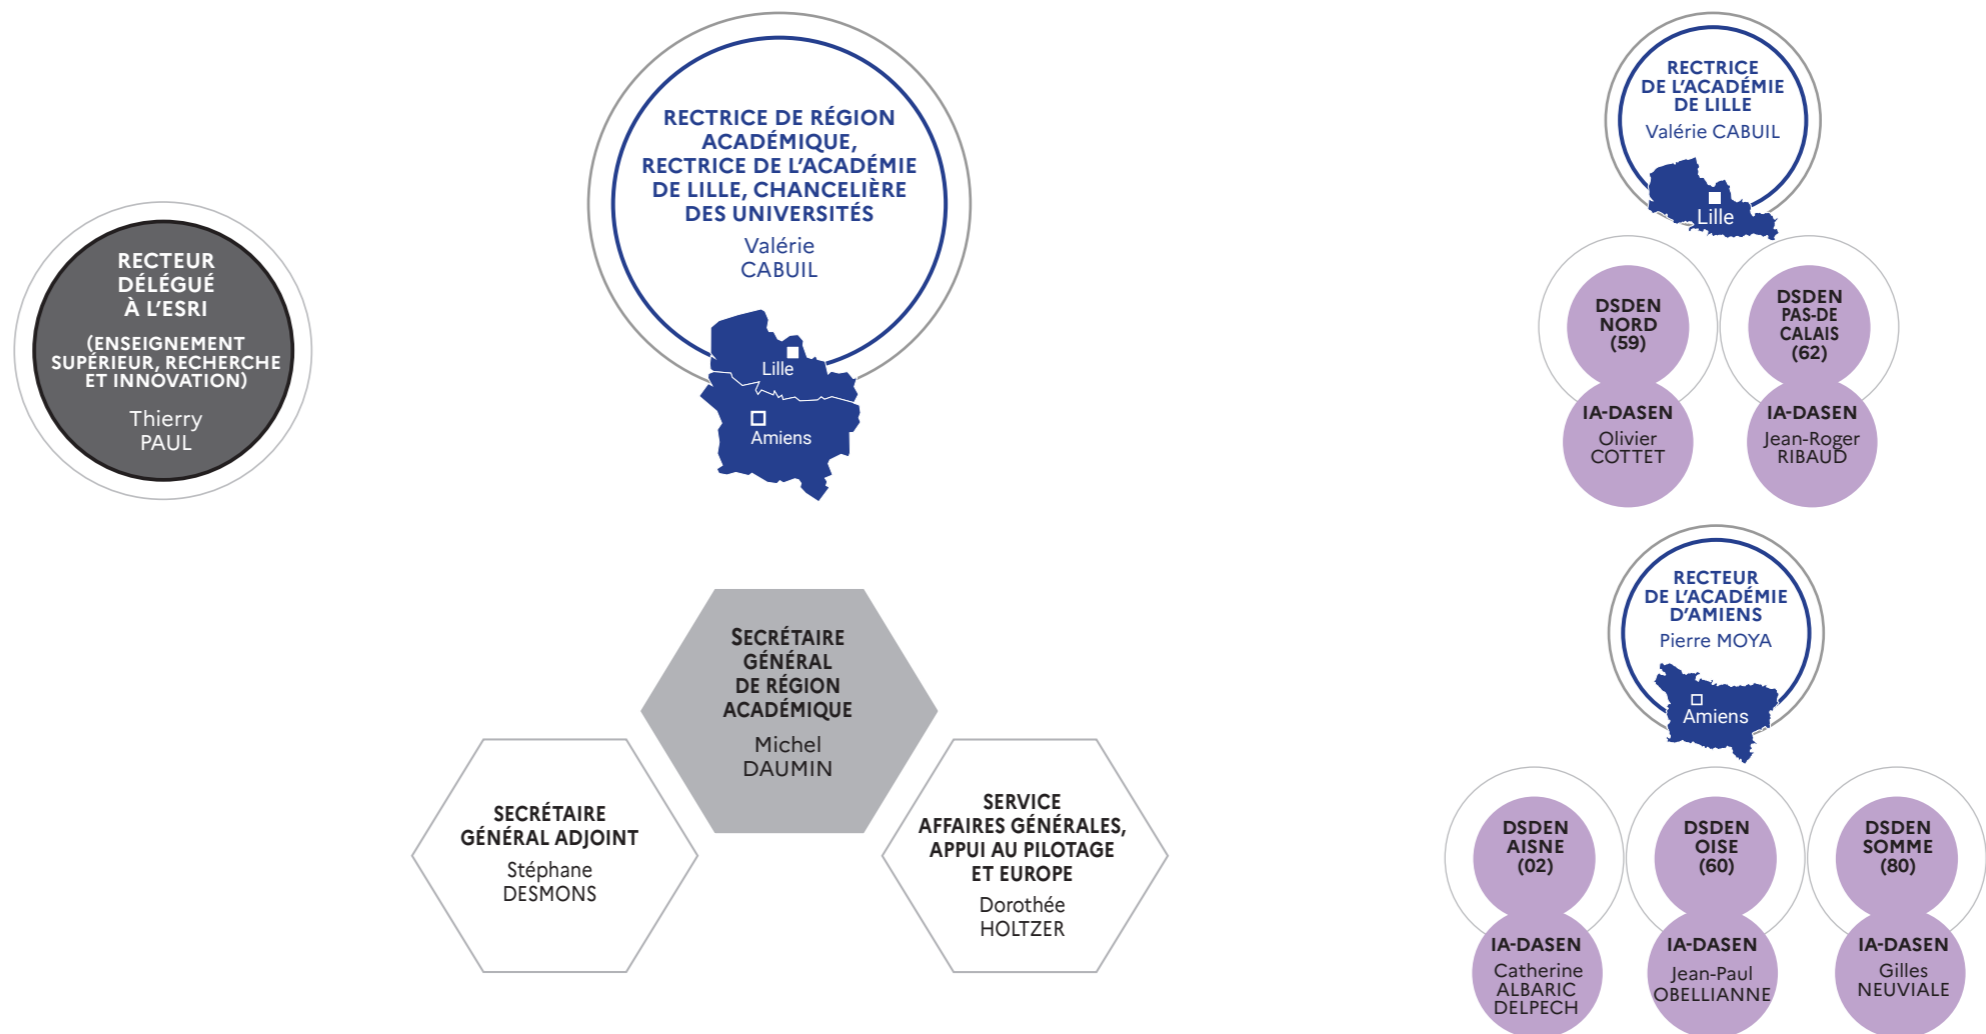 RECTEUR
DÉLÉGUÉ
À L'ESRI
(ENSEIGNEMENT
SUPÉRIEUR, RECHERCHE
ET INNOVATION)
Thierry
PAUL
RECTRICE DE RÉGION
ACADÉMIQUE,
RECTRICE DE L'ACADÉMIE
DE LILLE, CHANCELIÈRE
DES UNIVERSITÉS
Valérie
CABUIL
Lille
Amiens
SECRÉTAIRE
GÉNÉRAL
DE RÉGION
ACADÉMIQUE
Michel
DAUMIN
SECRÉTAIRE
GÉNÉRAL ADJOINT
Stéphane
DESMONS
SERVICE
AFFAIRES GÉNÉRALES,
APPUI AU PILOTAGE
ET EUROPE
Dorothée
HOLTZER
RECTRICE
DE L'ACADÉMIE
DE LILLE
Valérie CABUIL
Lille
DSDEN
NORD
(59)
IA-DASEN
Olivier
COTTET
DSDEN
PAS-DE
CALAIS
(62)
IA-DASEN
Jean-Roger
RIBAUD
RECTEUR
DE L'ACADÉMIE
D'AMIENS
Pierre MOYA
Amiens
DSDEN
AISNE
(02)
IA-DASEN
Catherine
ALBARIC
DELPECH
DSDEN
OISE
(60)
IA-DASEN
Jean-Paul
OBELLIANNE
DSDEN
SOMME
(80)
IA-DASEN
Gilles
NEUVIALE